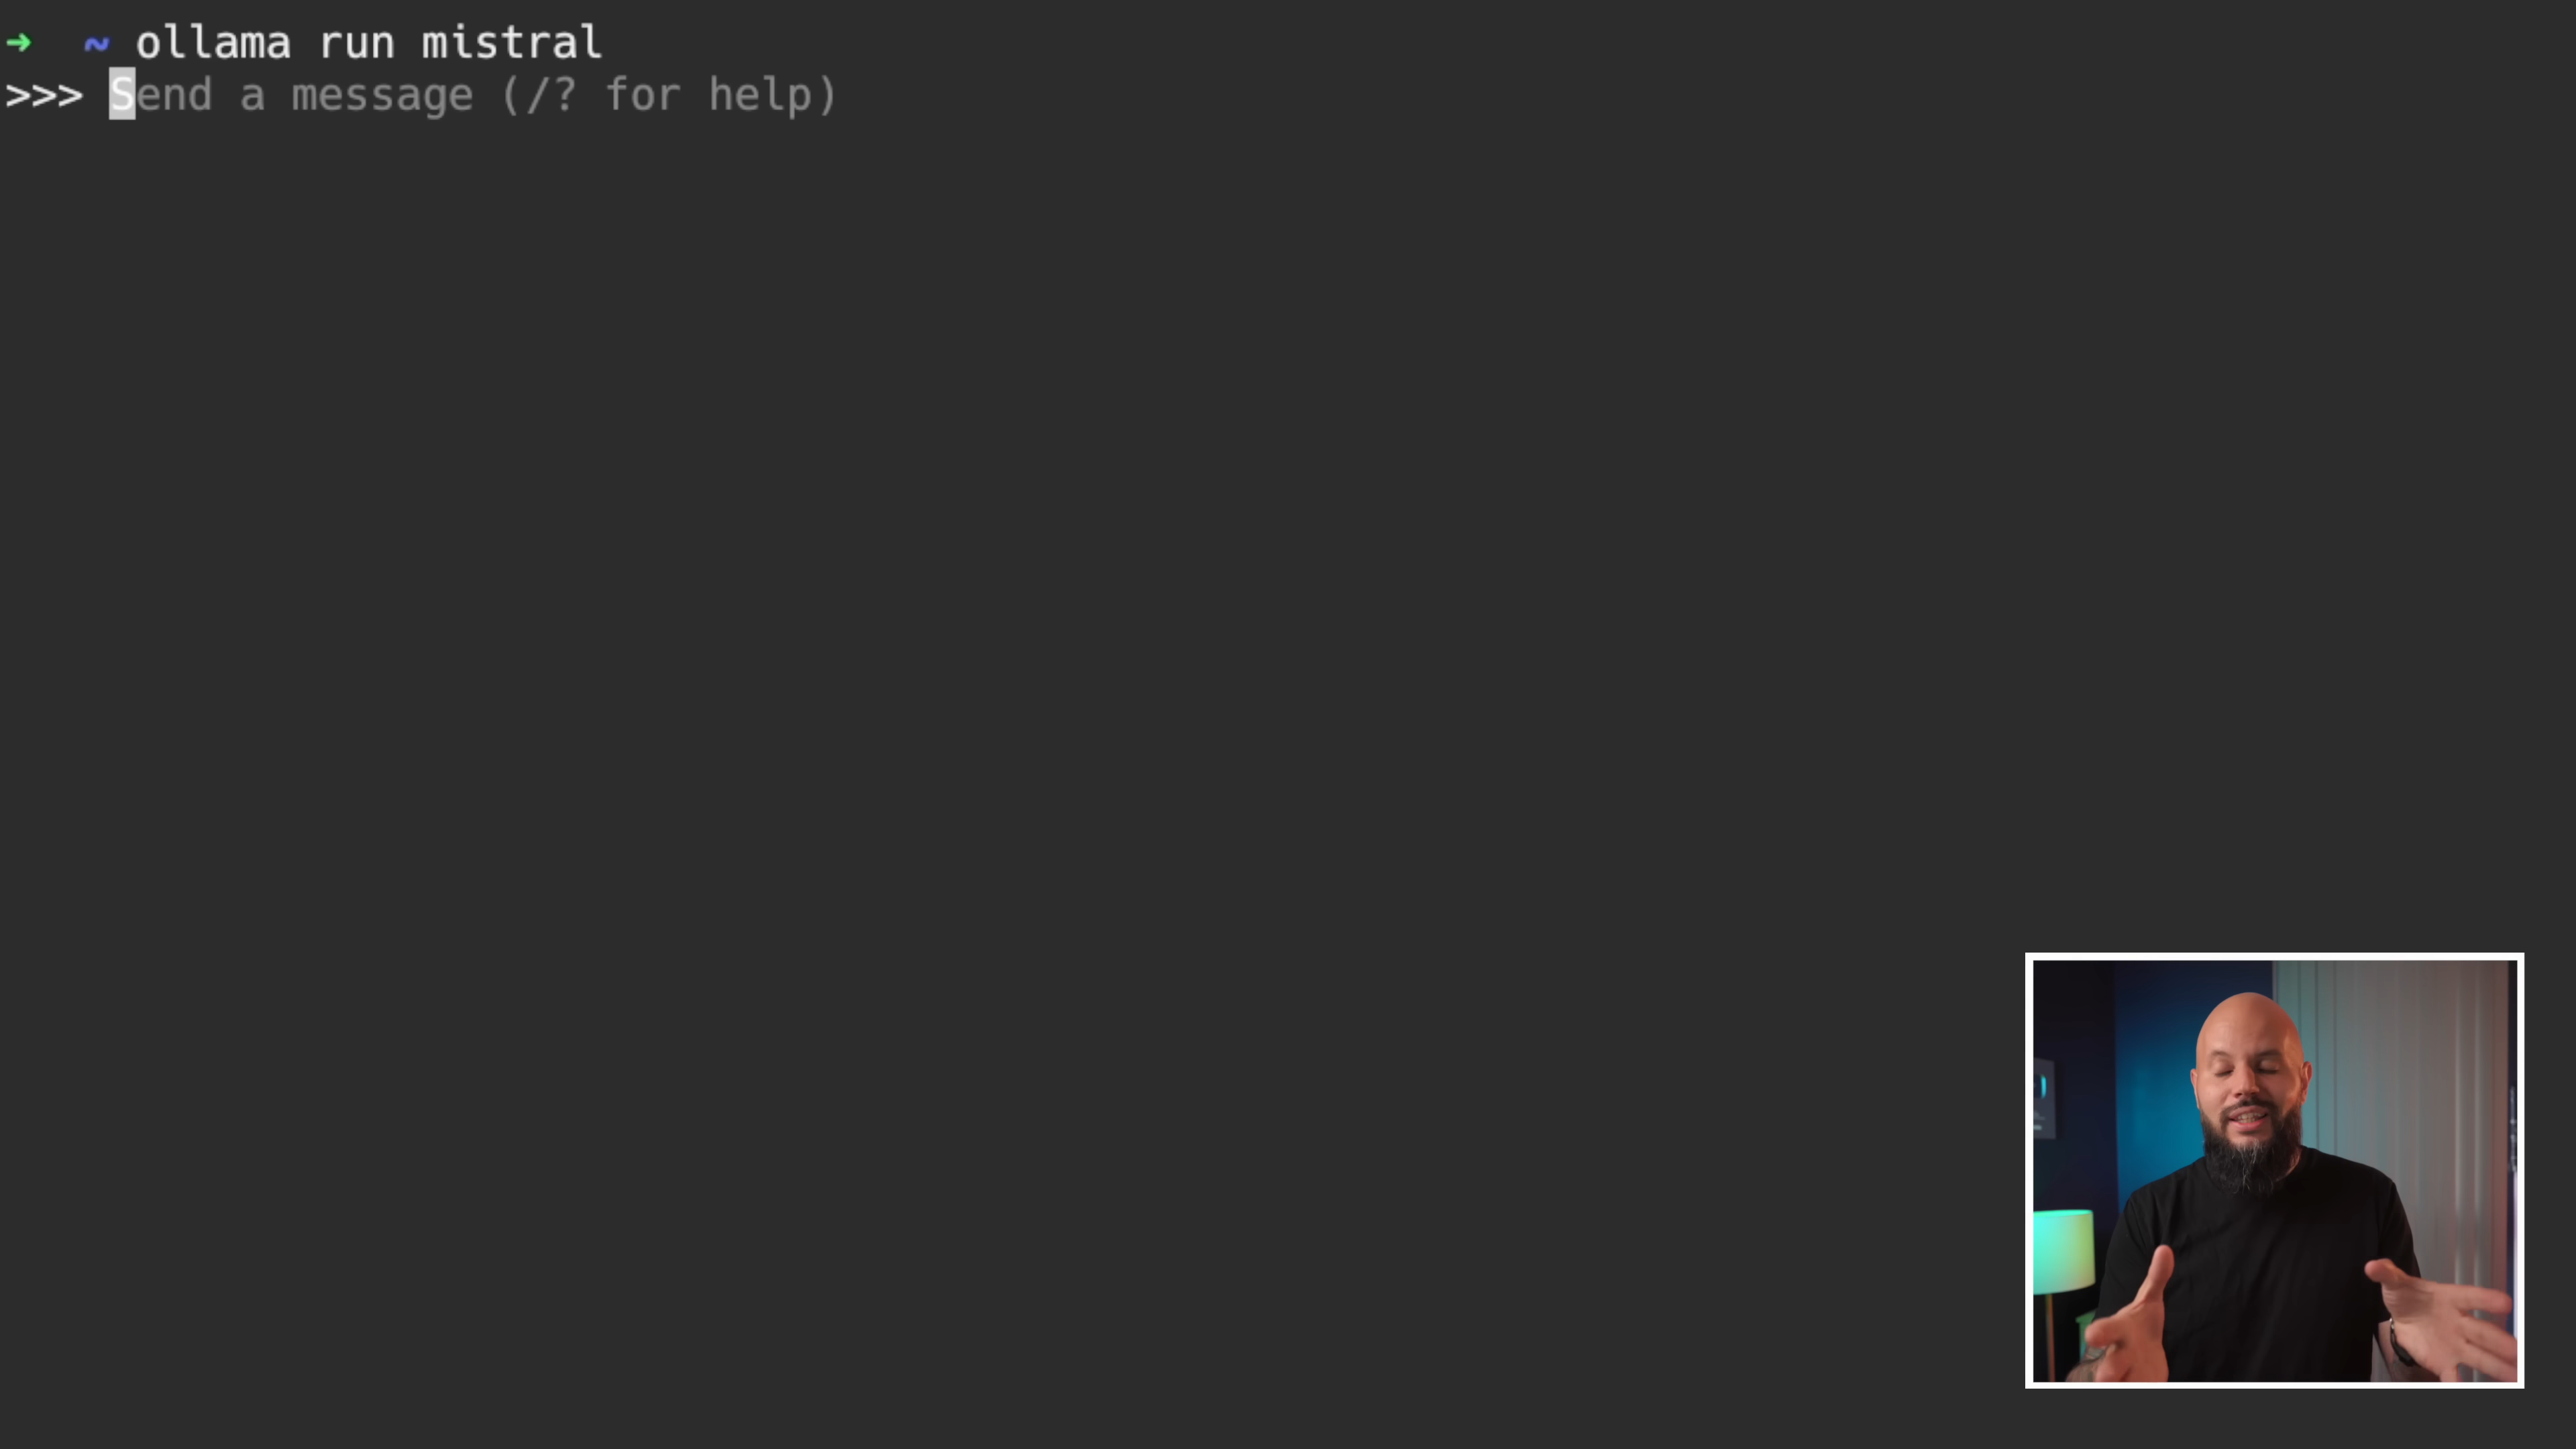 ➜  ~ ollama run mistral
>>> Send a message (/? for help)